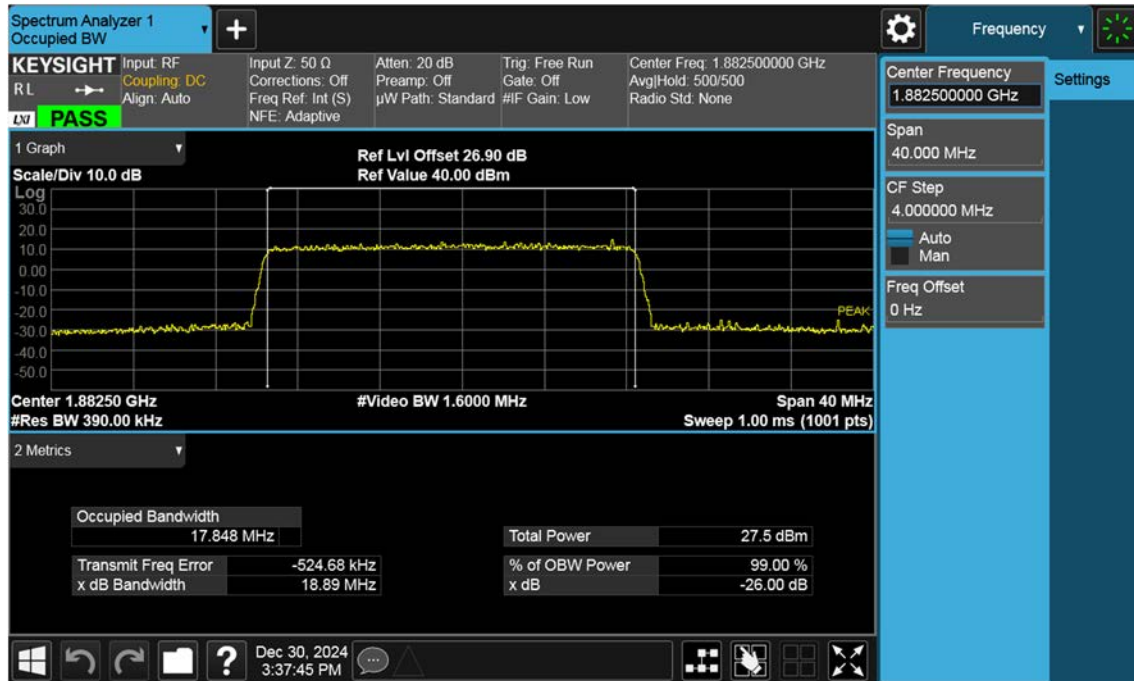 Spectrum Analyzer 1
Occupied BW
+
Frequency
KEYSIGHT
RL
LXI PASS
Input: RF
Coupling: DC
Align: Auto
Input Z: 50 Ω
Corrections: Off
Freq Ref: Int (S)
NFE: Adaptive
Atten: 20 dB
Preamp: Off
µW Path: Standard
Trig: Free Run
Gate: Off
#IF Gain: Low
Center Freq: 1.882500000 GHz
Avg|Hold: 500/500
Radio Std: None
Center Frequency
1.882500000 GHz
Settings
Span
40.000 MHz
CF Step
4.000000 MHz
Auto
Man
Freq Offset
0 Hz
1 Graph
Scale/Div 10.0 dB
Ref Lvl Offset 26.90 dB
Ref Value 40.00 dBm
Log
30.0
20.0
10.0
0.00
-10.0
-20.0
-30.0
-40.0
-50.0
PEAK
Center 1.88250 GHz
#Video BW 1.6000 MHz
Span 40 MHz
#Res BW 390.00 kHz
Sweep 1.00 ms (1001 pts)
2 Metrics
Occupied Bandwidth
17.848 MHz
Total Power 27.5 dBm
Transmit Freq Error -524.68 kHz
% of OBW Power 99.00 %
x dB Bandwidth 18.89 MHz
x dB -26.00 dB
?
Dec 30, 2024
3:37:45 PM